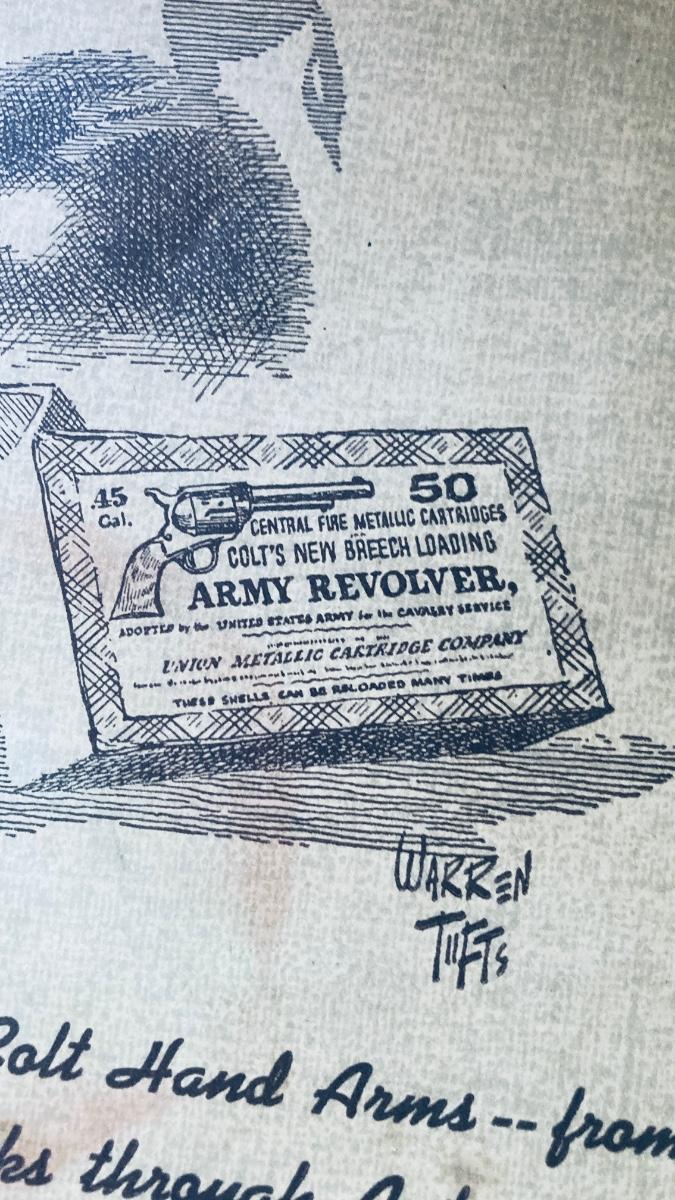 .45
Cal.
50
CENTRAL FIRE METALLIC CARTRIDGES
COLT'S NEW BREECH LOADING
ARMY REVOLVER,
ADOPTED by the UNITED STATES ARMY for the CAVALRY SERVICE
UNION METALLIC CARTRIDGE COMPANY
THESE SHELLS CAN BE RELOADED MANY TIMES
WARREN
TUFTS
Colt Hand Arms -- from
ks through